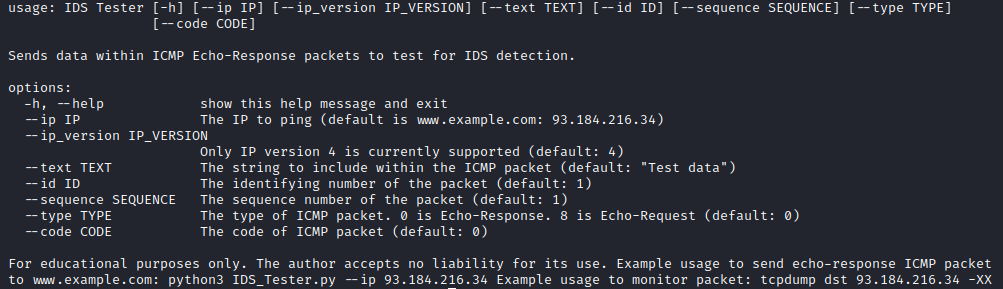 usage: IDS Tester [-h] [--ip IP] [--ip_version IP_VERSION] [--text TEXT] [--id ID] [--sequence SEQUENCE] [--type TYPE]
[--code CODE]
Sends data within ICMP Echo-Response packets to test for IDS detection.
options:
-h, --help show this help message and exit
--ip IP The IP to ping (default is www.example.com: 93.184.216.34)
--ip_version IP_VERSION
Only IP version 4 is currently supported (default: 4)
--text TEXT The string to include within the ICMP packet (default: "Test data")
--id ID The identifying number of the packet (default: 1)
--sequence SEQUENCE The sequence number of the packet (default: 1)
--type TYPE The type of ICMP packet. 0 is Echo-Response. 8 is Echo-Request (default: 0)
--code CODE The code of ICMP packet (default: 0)
For educational purposes only. The author accepts no liability for its use. Example usage to send echo-response ICMP packet
to www.example.com: python3 IDS_Tester.py --ip 93.184.216.34 Example usage to monitor packet: tcpdump dst 93.184.216.34 -XX